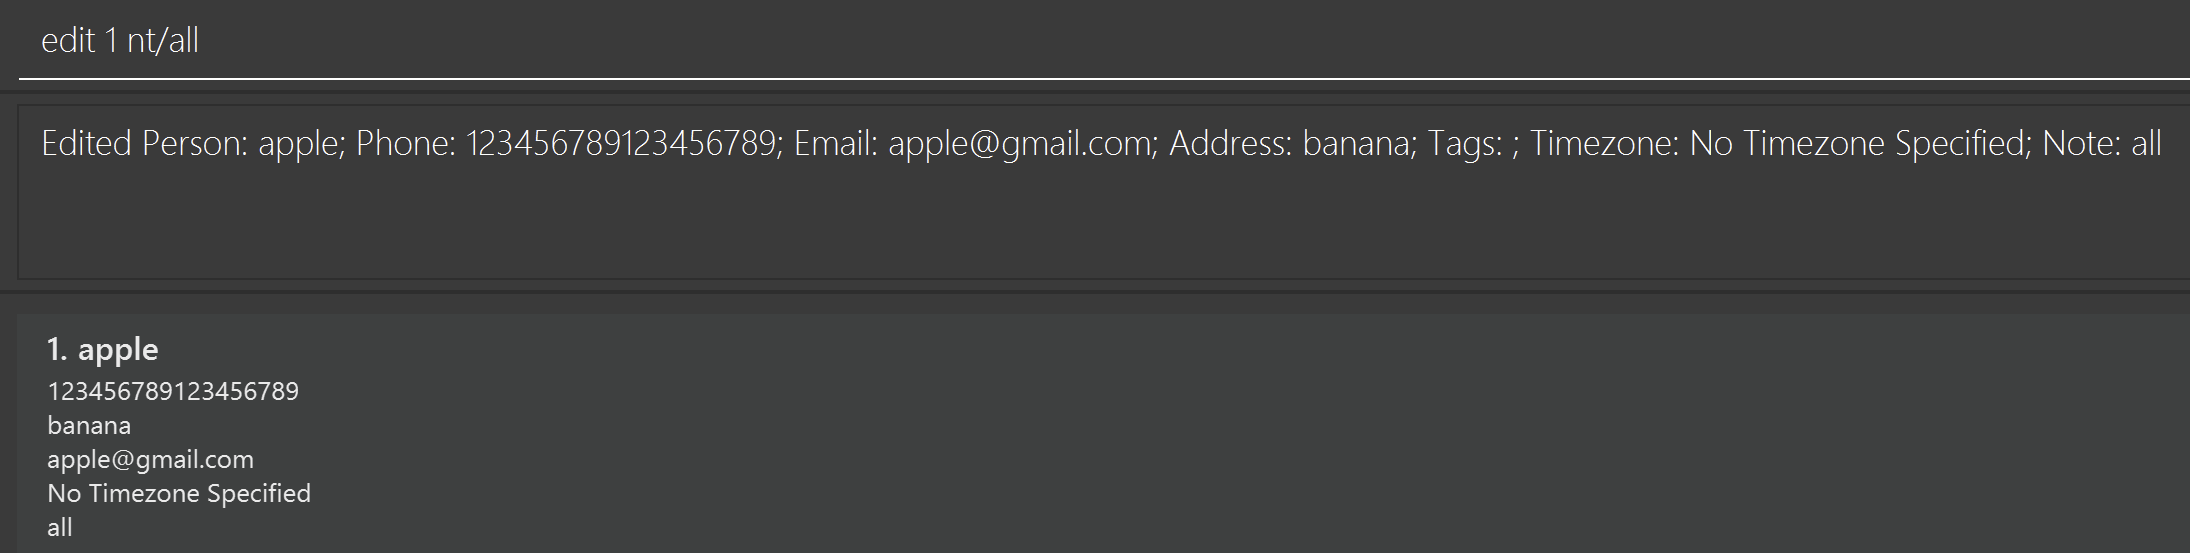 edit 1 nt/all
Edited Person: apple; Phone: 123456789123456789; Email: apple@gmail.com; Address: banana; Tags: ; Timezone: No Timezone Specified; Note: all
1. apple
123456789123456789
banana
apple@gmail.com
No Timezone Specified
all